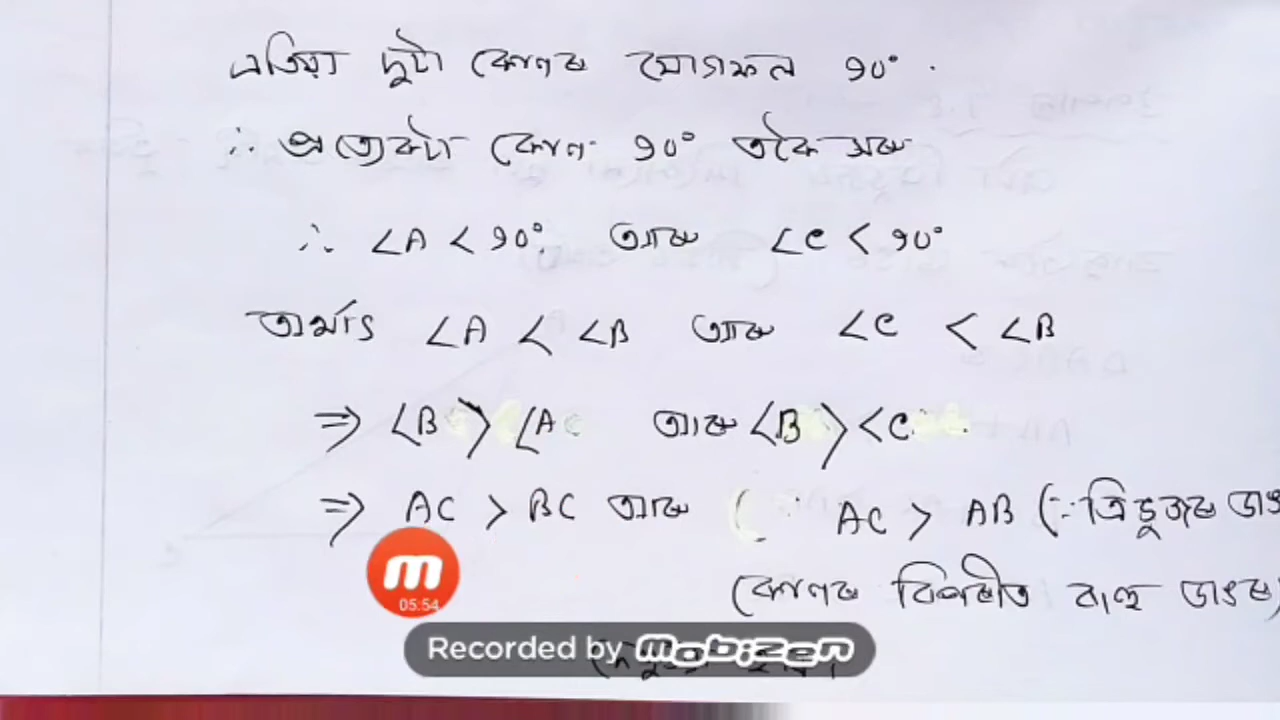 এতিয়া দুটা কোণৰ যোগফল 90° .
∴ প্ৰত্যেকটা কোণ 90° তকৈ সৰু
∴ ∠A < 90° আৰু ∠C < 90°
অৰ্থাৎ ∠A < ∠B আৰু ∠C < ∠B
⇒ ∠B > ∠A আৰু ∠B > ∠C
⇒ AC > BC আৰু AC > AB (∵ ত্ৰিভূজৰ ডাঙ
কোণৰ বিপৰীত বাহু ডাঙৰ)
05:54
Recorded by mobizen